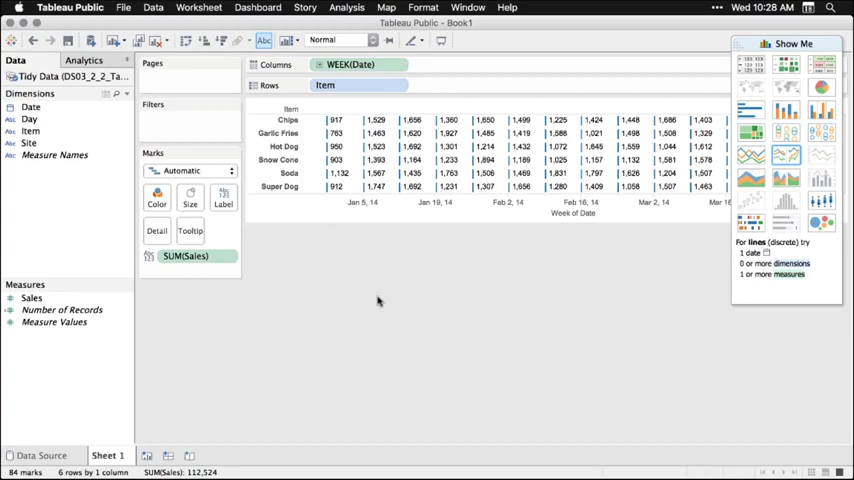 Tableau Public File Data Worksheet Dashboard Story Analysis Map Format Window Help Wed 10:28 AM 18
Tableau Public - Book1
Abc Normal
Data Analytics
Tidy Data (DS03_2_2_Ta...
Dimensions
Date
Abc Day
Abc Item
Abc Site
Abc Measure Names
Measures
Sales
Number of Records
Measure Values
Pages
Filters
Marks
Automatic
Color Size Label
Detail Tooltip
SUM(Sales)
Columns WEEK(Date)
Rows Item
Item
Chips 917 1,529 1,656 1,360 1,650 1,499 1,225 1,424 1,448 1,686 1,403
Garlic Fries 763 1,463 1,620 1,927 1,485 1,419 1,588 1,021 1,498 1,508 1,329
Hot Dog 950 1,523 1,692 1,301 1,214 1,432 1,072 1,645 1,559 1,044 1,612
Snow Cone 903 1,393 1,164 1,233 1,894 1,189 1,025 1,157 1,132 1,581 1,578
Soda 1,132 1,567 1,435 1,763 1,506 1,469 1,831 1,797 1,626 1,204 1,507
Super Dog 912 1,747 1,692 1,231 1,307 1,656 1,280 1,409 1,058 1,507 1,463
Jan 5, 14 Jan 19, 14 Feb 2, 14 Feb 16, 14 Mar 2, 14 Mar 16
Week of Date
Show Me
For lines (discrete) try
1 date
0 or more dimensions
1 or more measures
Data Source Sheet 1
84 marks 6 rows by 1 column SUM(Sales): 112,524